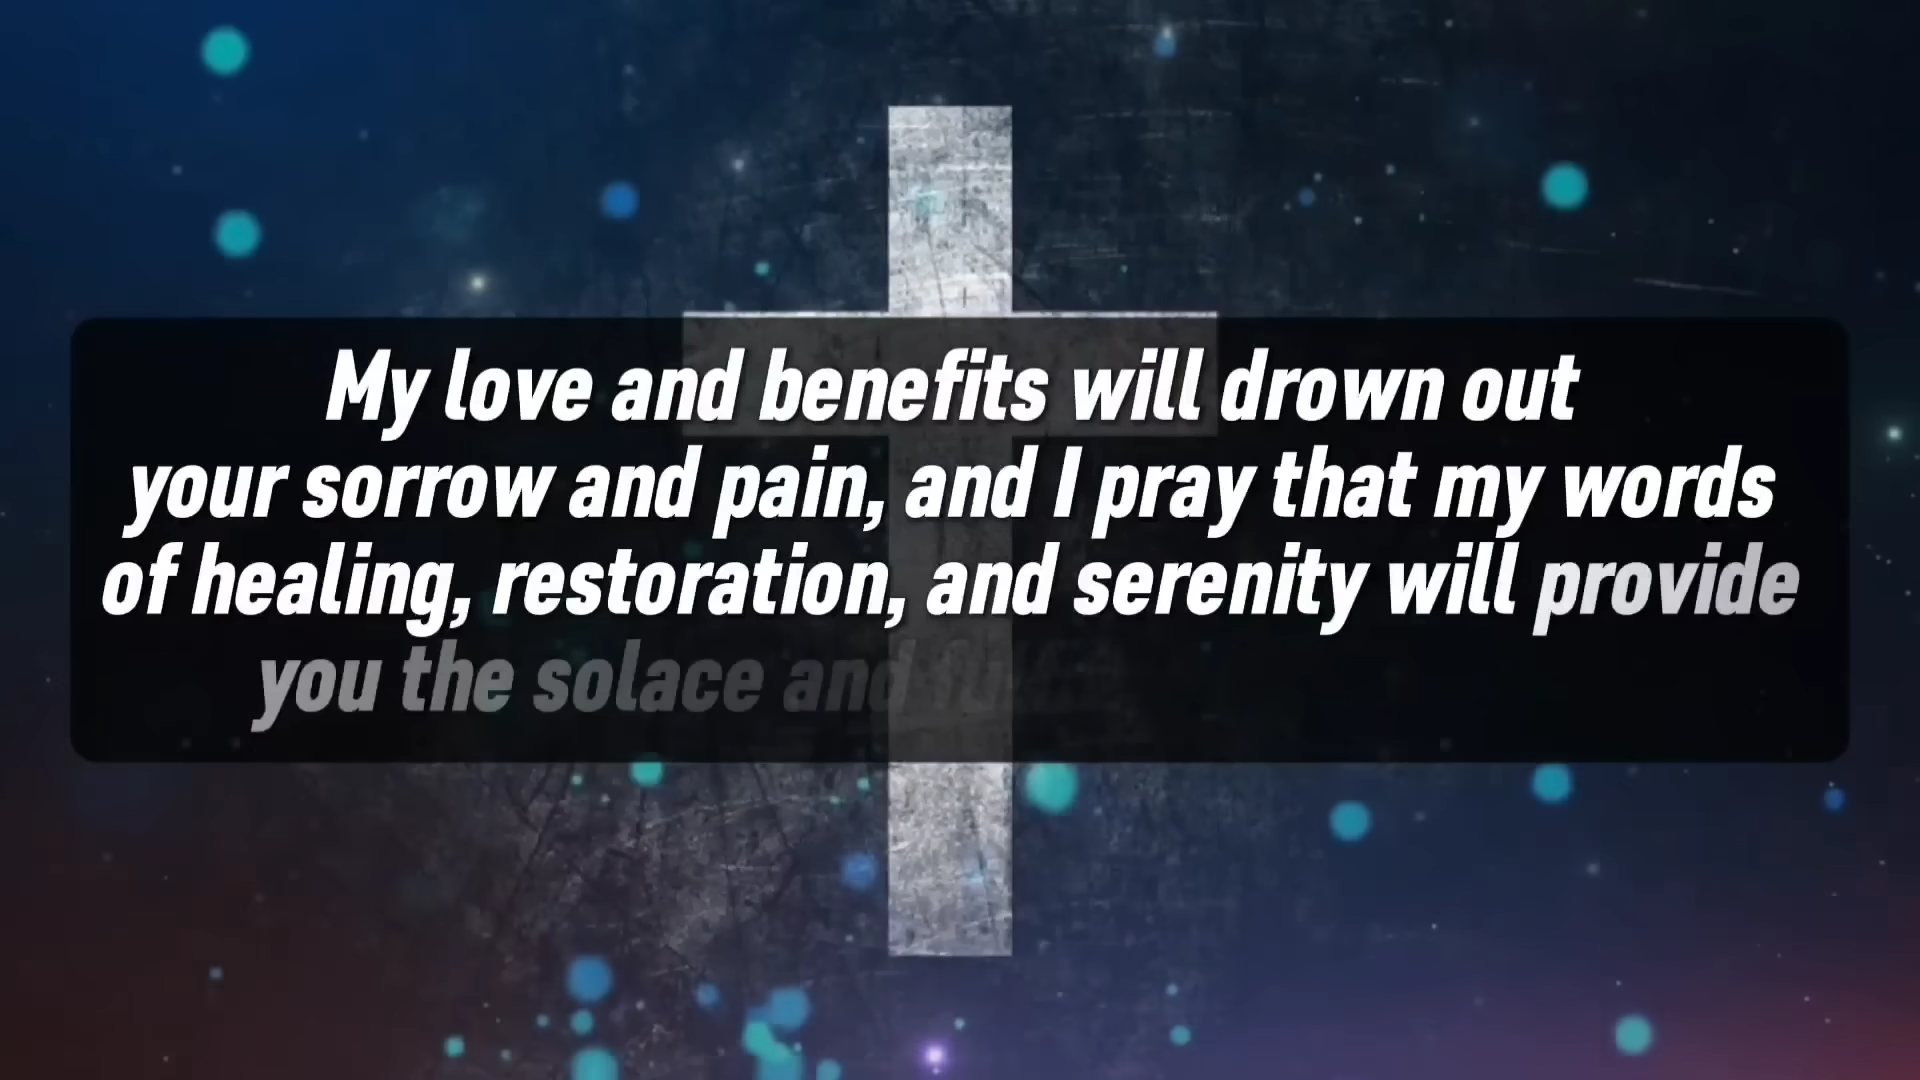 My love and benefits will drown out
your sorrow and pain, and I pray that my words
of healing, restoration, and serenity will provide
you the solace and